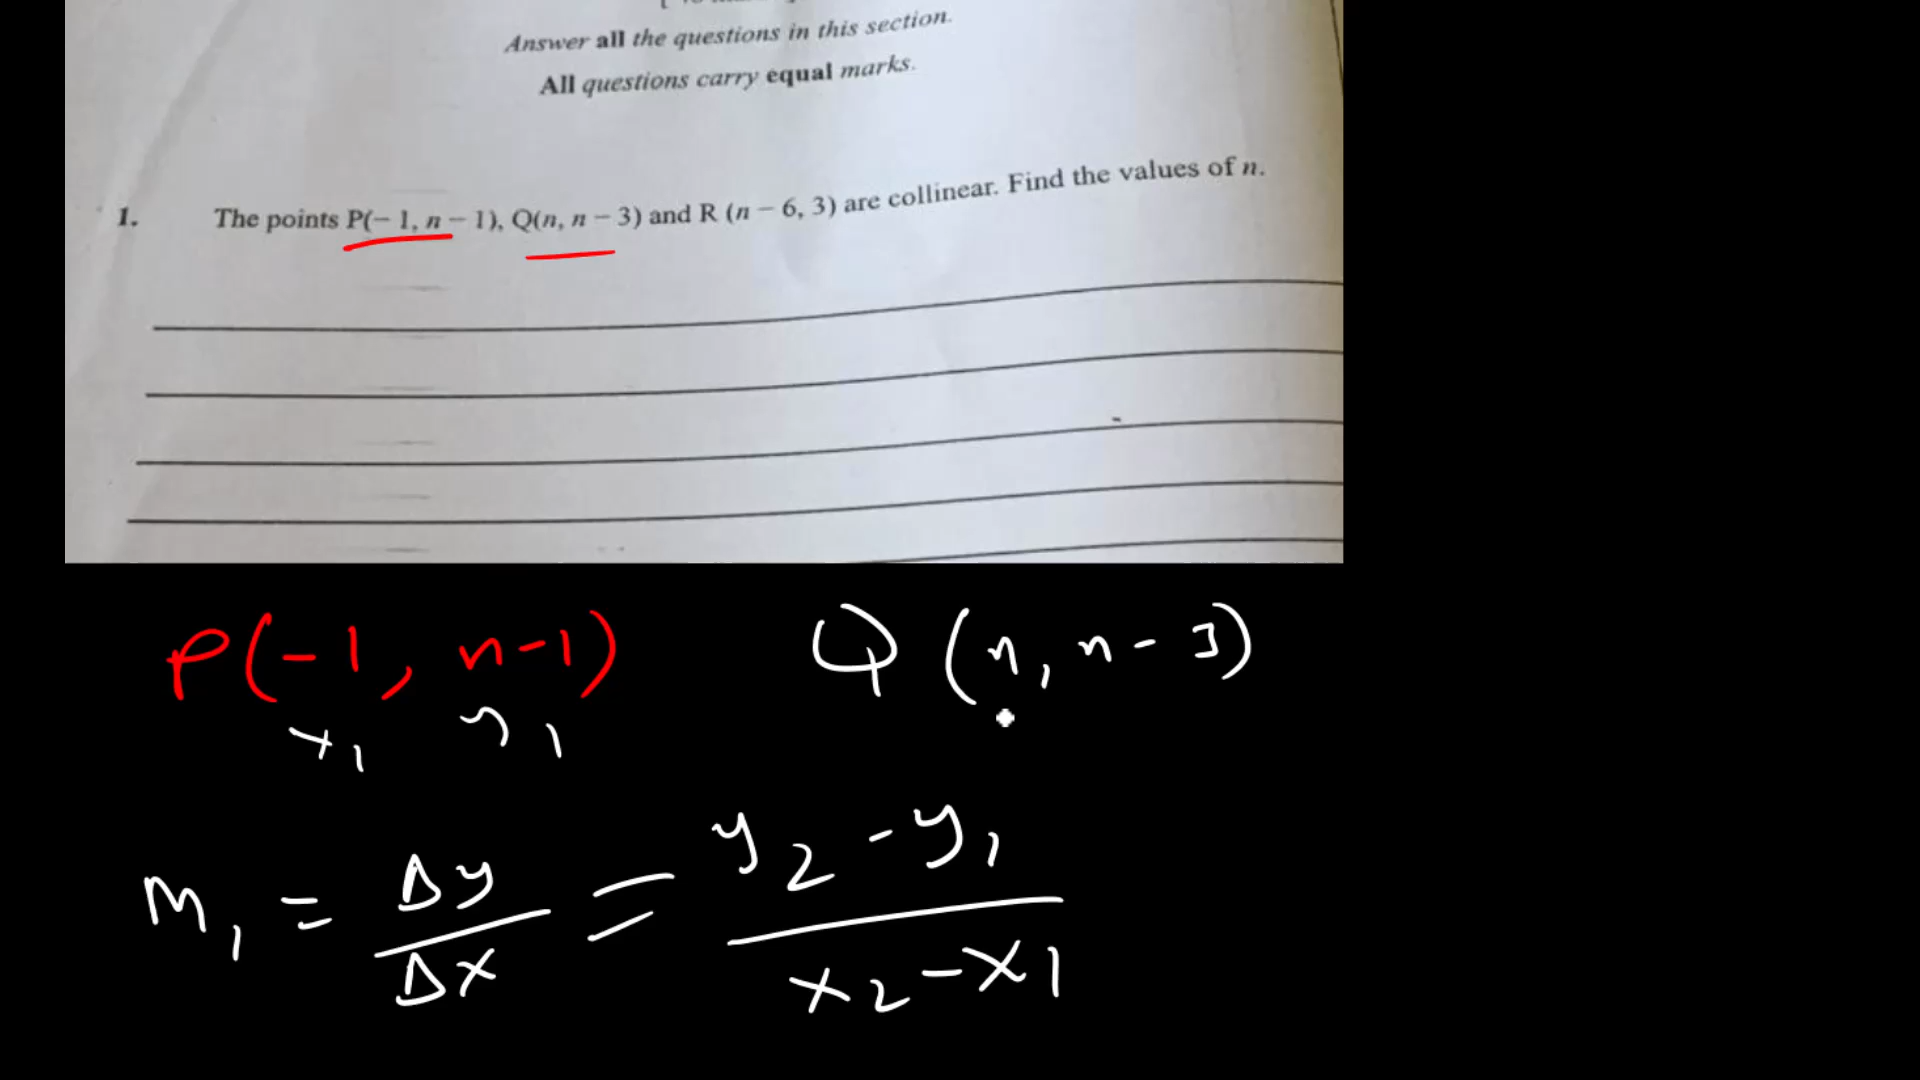 Answer all the questions in this section.
All questions carry equal marks.
1. The points P(− 1, n − 1), Q(n, n − 3) and R (n − 6, 3) are collinear. Find the values of n.
P(-1, n-1) Q (n, n - 3)
x1 y1
m1 = Δy/Δx = y2 - y1/x2 - x1